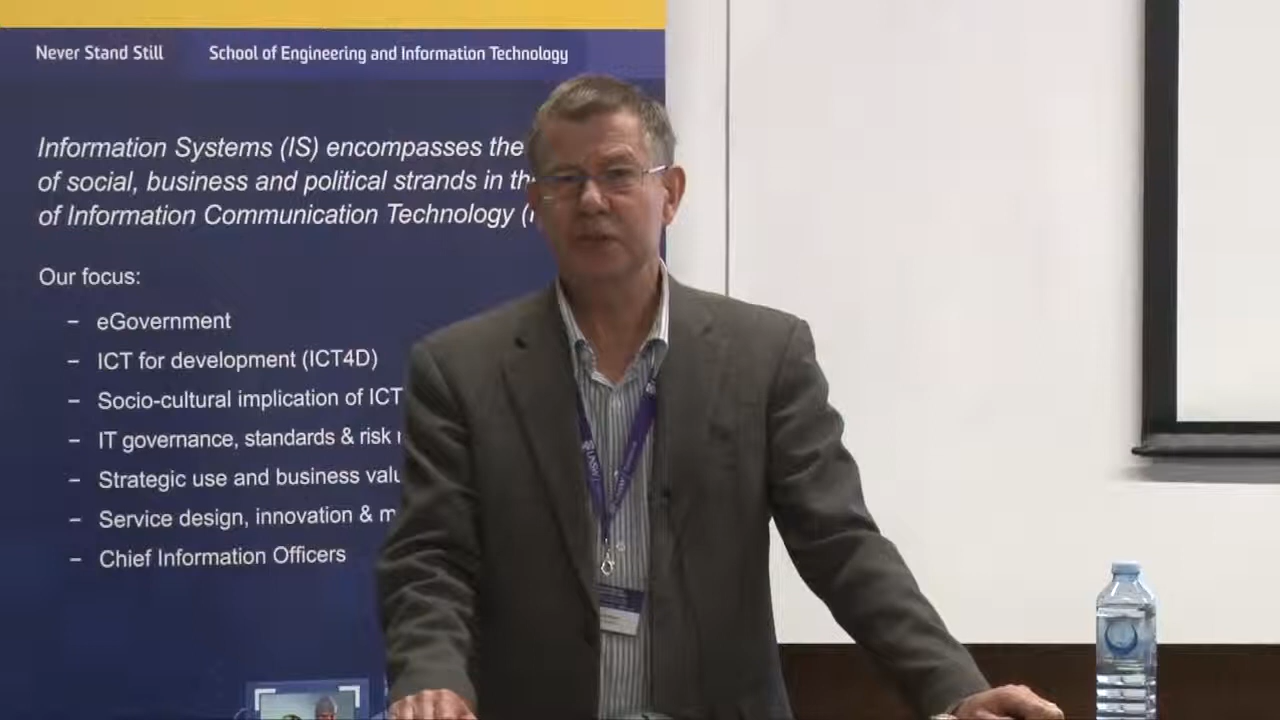 Never Stand Still School of Engineering and Information Technology
Information Systems (IS) encompasses the
of social, business and political strands in
of Information Communication Technology
Our focus:
– eGovernment
– ICT for development (ICT4D)
– Socio-cultural implication of ICT
– IT governance, standards & risk
– Strategic use and business
– Service design, innovation &
– Chief Information Officers
UNSW